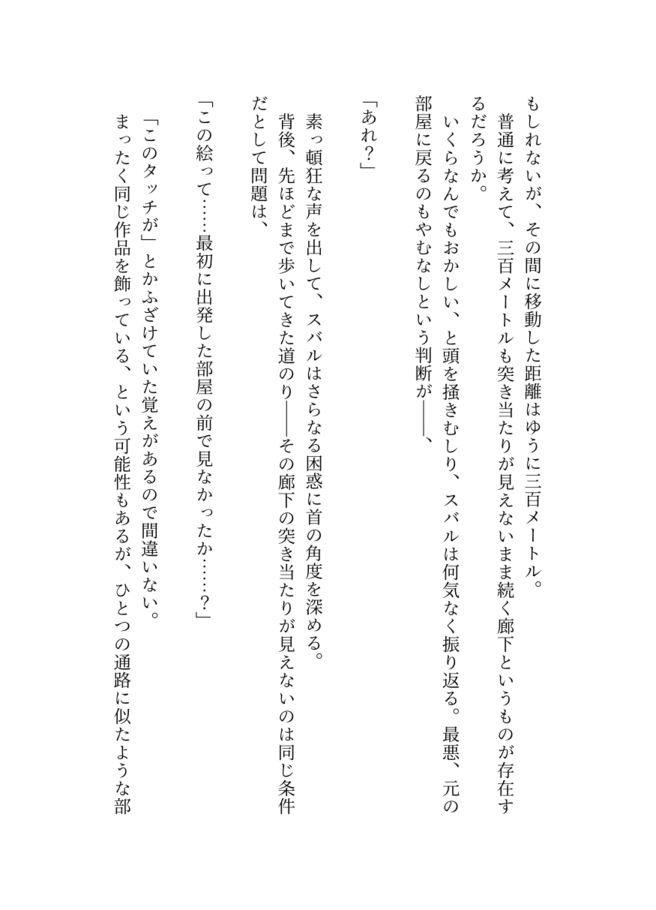 もしれないが、その間に移動した距離はゆうに三百メートル。
普通に考えて、三百メートルも突き当たりが見えないまま続く廊下というものが存在す
るだろうか。
いくらなんでもおかしい、と頭を掻きむしり、スバルは何気なく振り返る。最悪、元の
部屋に戻るのもやむなしという判断が――、
「あれ？」
素っ頓狂な声を出して、スバルはさらなる困惑に首の角度を深める。
背後、先ほどまで歩いてきた道のり――その廊下の突き当たりが見えないのは同じ条件
だとして問題は、
「この絵って……最初に出発した部屋の前で見なかったか……？」
「このタッチが」とかふざけていた覚えがあるので間違いない。
まったく同じ作品を飾っている、という可能性もあるが、ひとつの通路に似たような部